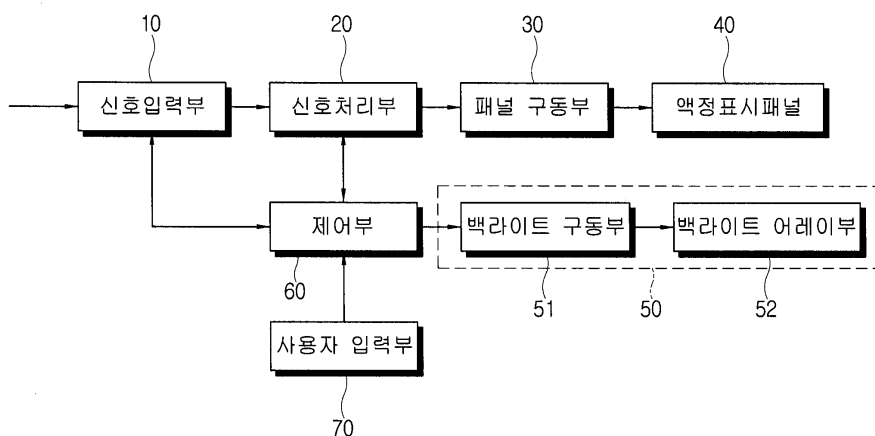 10
20
30
40
신호입력부
신호처리부
패널 구동부
액정표시패널
제어부
백라이트 구동부
백라이트 어레이부
60
51
50
52
사용자 입력부
70